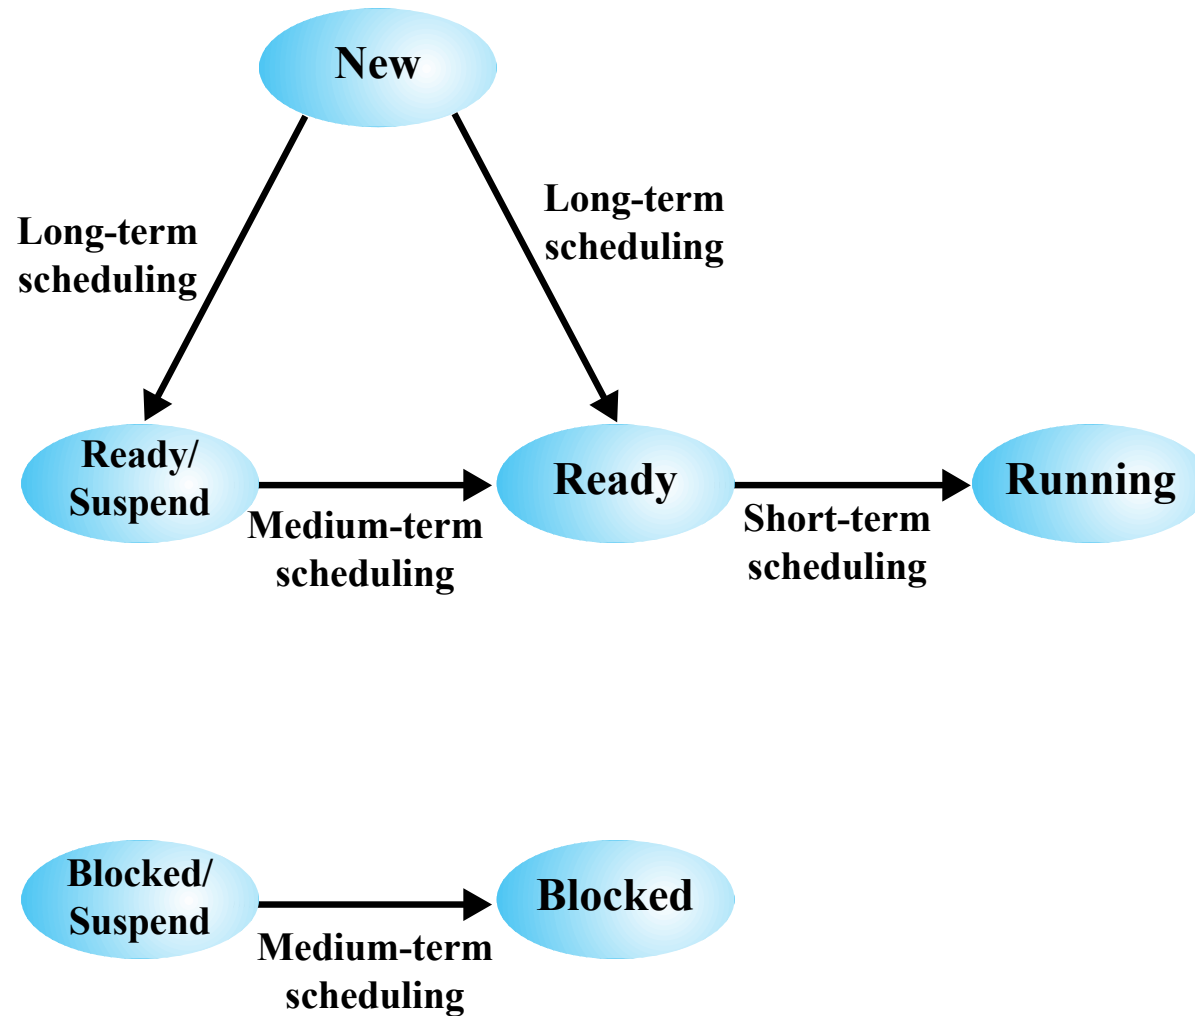 New
Long-term
scheduling
Long-term
scheduling
Ready/
Suspend
Ready
Running
Medium-term
scheduling
Short-term
scheduling
Blocked/
Suspend
Blocked
Medium-term
scheduling